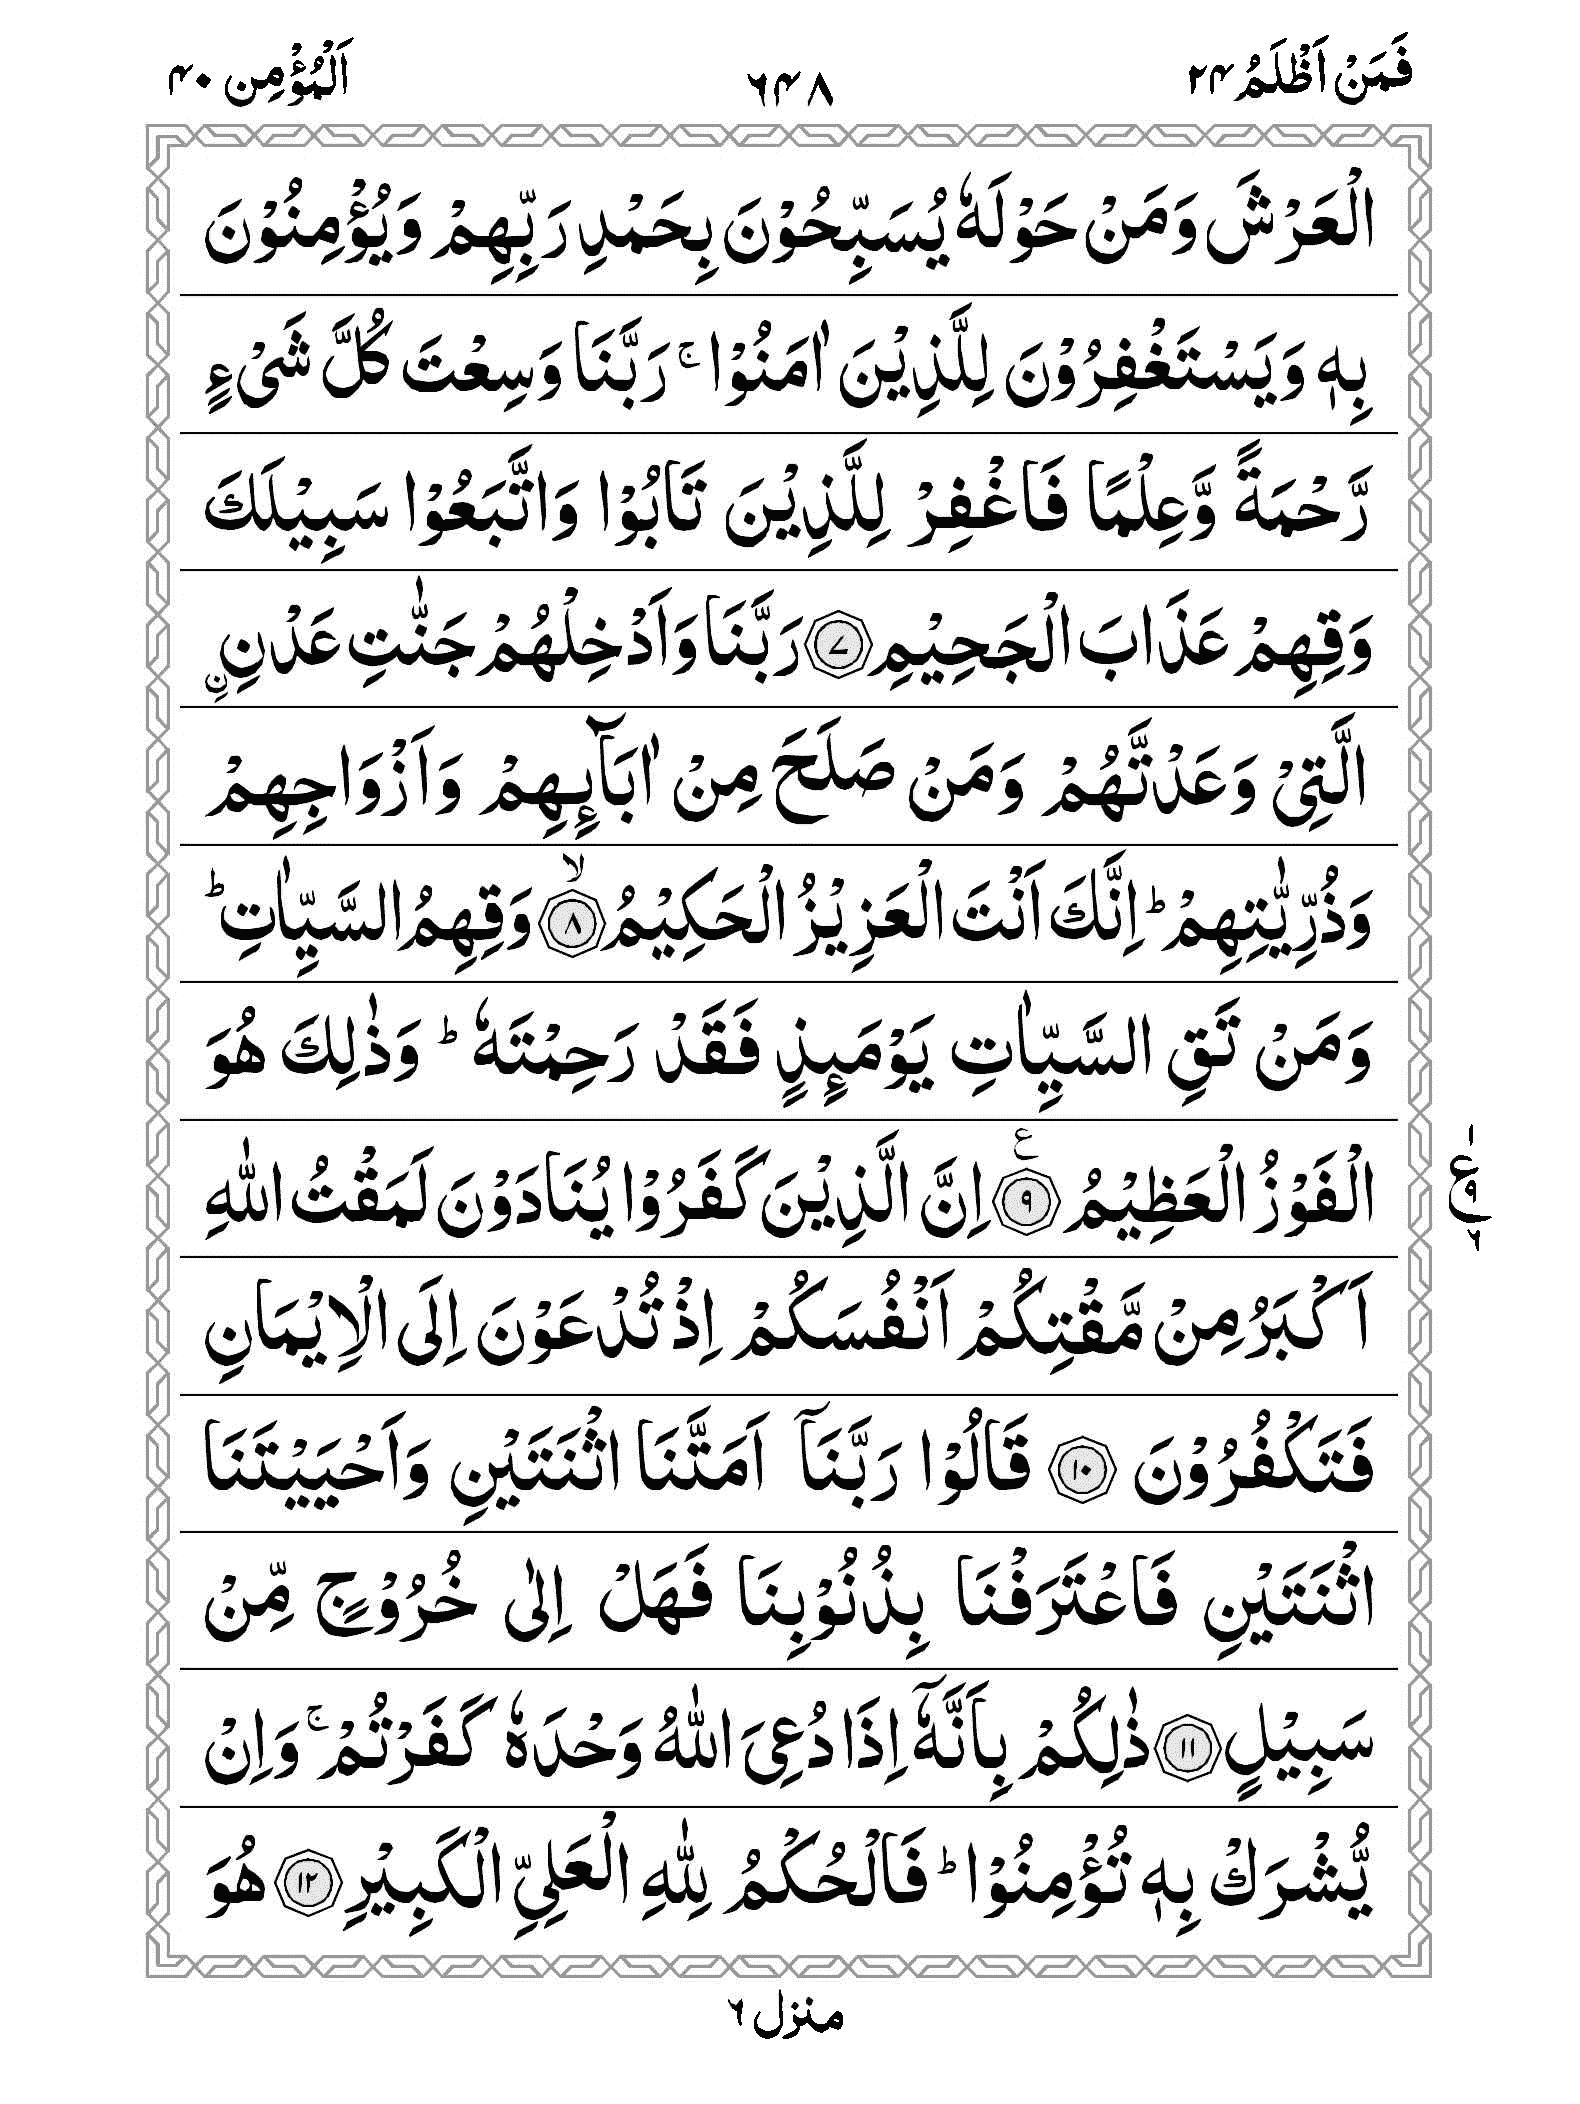 فَمَنْ اَظْلَمُ ٢٤ ٦٤٨ اَلْمُؤْمِن ٤٠
الْعَرْشَ وَمَنْ حَوْلَهٗ يُسَبِّحُوْنَ بِحَمْدِ رَبِّهِمْ وَيُؤْمِنُوْنَ
بِهٖ وَيَسْتَغْفِرُوْنَ لِلَّذِيْنَ اٰمَنُوْا ۚ رَبَّنَا وَسِعْتَ كُلَّ شَیْءٍ
رَّحْمَةً وَّعِلْمًا فَاغْفِرْ لِلَّذِيْنَ تَابُوْا وَاتَّبَعُوْا سَبِيْلَكَ
وَقِهِمْ عَذَابَ الْجَحِيْمِ ٧ رَبَّنَا وَاَدْخِلْهُمْ جَنّٰتِ عَدْنِ ۨ
الَّتِیْ وَعَدْتَّهُمْ وَمَنْ صَلَحَ مِنْ اٰبَآئِهِمْ وَاَزْوَاجِهِمْ
وَذُرِّيّٰتِهِمْ ؕ اِنَّكَ اَنْتَ الْعَزِيْزُ الْحَكِيْمُ ٨ ۙ وَقِهِمُ السَّيِّاٰتِ ؕ
وَمَنْ تَقِ السَّيِّاٰتِ يَوْمَئِذٍ فَقَدْ رَحِمْتَهٗ ؕ وَذٰلِكَ هُوَ
الْفَوْزُ الْعَظِيْمُ ٩ ع اِنَّ الَّذِيْنَ كَفَرُوْا يُنَادَوْنَ لَمَقْتُ اللّٰهِ
١ ع ٩ ٦
اَكْبَرُ مِنْ مَّقْتِكُمْ اَنْفُسَكُمْ اِذْ تُدْعَوْنَ اِلَى الْاِيْمَانِ
فَتَكْفُرُوْنَ ١٠ قَالُوْا رَبَّنَآ اَمَتَّنَا اثْنَتَيْنِ وَاَحْيَيْتَنَا
اثْنَتَيْنِ فَاعْتَرَفْنَا بِذُنُوْبِنَا فَهَلْ اِلٰى خُرُوْجٍ مِّنْ
سَبِيْلٍ ١١ ذٰلِكُمْ بِاَنَّهٗٓ اِذَا دُعِیَ اللّٰهُ وَحْدَهٗ كَفَرْتُمْ ۚ وَاِنْ
يُّشْرَكْ بِهٖ تُؤْمِنُوْا ؕ فَالْحُكْمُ لِلّٰهِ الْعَلِيِّ الْكَبِيْرِ ١٢ هُوَ
منزل ٦